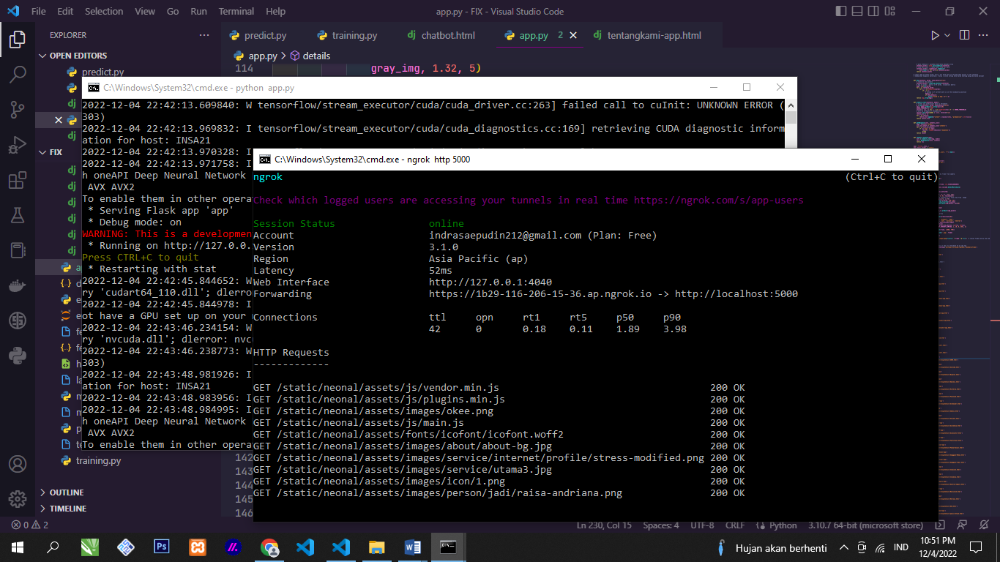 File Edit Selection View Go Run Terminal Help
app.py - FIX - Visual Studio Code
EXPLORER
predict.py
training.py
chatbot.html
app.py 2
tentangkami-app.html
OPEN EDITORS
app.py > details
predict.py
114 gray_img, 1.32, 5)
C:\Windows\System32\cmd.exe - python app.py
2022-12-04 22:42:13.609840: W tensorflow/stream_executor/cuda/cuda_driver.cc:263] failed call to cuInit: UNKNOWN ERROR (
303)
2022-12-04 22:42:13.969832: I tensorflow/stream_executor/cuda/cuda_diagnostics.cc:169] retrieving CUDA diagnostic inform
ation for host: INSA21
2022-12-04 22:42:13.970328: I
2022-12-04 22:42:13.971758: I
h oneAPI Deep Neural Network
AVX AVX2
To enable them in other opera
* Serving Flask app 'app'
* Debug mode: on
WARNING: This is a developmen
* Running on http://127.0.0.
Press CTRL+C to quit
* Restarting with stat
2022-12-04 22:42:45.844652: W
ry 'cudart64_110.dll'; dlerro
2022-12-04 22:42:45.844978: I
ot have a GPU set up on your
2022-12-04 22:43:46.234154: W
ry 'nvcuda.dll'; dlerror: nvc
2022-12-04 22:43:46.238773: W
303)
2022-12-04 22:43:48.981926: I
ation for host: INSA21
2022-12-04 22:43:48.983956: I
2022-12-04 22:43:48.984995: I
h oneAPI Deep Neural Network
AVX AVX2
To enable them in other opera
FIX
training.py
OUTLINE
TIMELINE
C:\Windows\System32\cmd.exe - ngrok http 5000
ngrok (Ctrl+C to quit)
Check which logged users are accessing your tunnels in real time https://ngrok.com/s/app-users
Session Status online
Account indrasaepudin212@gmail.com (Plan: Free)
Version 3.1.0
Region Asia Pacific (ap)
Latency 52ms
Web Interface http://127.0.0.1:4040
Forwarding https://1b29-116-206-15-36.ap.ngrok.io -> http://localhost:5000
Connections ttl opn rt1 rt5 p50 p90
42 0 0.18 0.11 1.89 3.98
HTTP Requests
-------------
GET /static/neonal/assets/js/vendor.min.js 200 OK
GET /static/neonal/assets/js/plugins.min.js 200 OK
GET /static/neonal/assets/images/okee.png 200 OK
GET /static/neonal/assets/js/main.js 200 OK
GET /static/neonal/assets/fonts/icofont/icofont.woff2 200 OK
GET /static/neonal/assets/images/about/about-bg.jpg 200 OK
GET /static/neonal/assets/images/service/internet/profile/stress-modified.png 200 OK
GET /static/neonal/assets/images/service/utama3.jpg 200 OK
GET /static/neonal/assets/images/icon/1.png 200 OK
GET /static/neonal/assets/images/person/jadi/raisa-andriana.png 200 OK
142
143
144
145
146
0 2
Ln 230, Col 15 Spaces: 4 UTF-8 CRLF Python 3.10.7 64-bit (microsoft store)
Ps
Hujan akan berhenti
IND
10:51 PM
12/4/2022